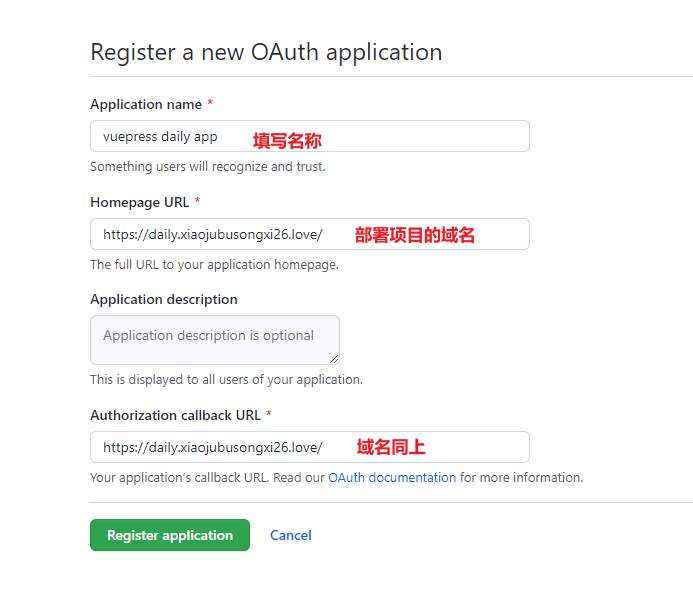 Register a new OAuth application
Application name *
vuepress daily app 填写名称
Something users will recognize and trust.
Homepage URL *
https://daily.xiaojubusongxi26.love/ 部署项目的域名
The full URL to your application homepage.
Application description
Application description is optional
This is displayed to all users of your application.
Authorization callback URL *
https://daily.xiaojubusongxi26.love/ 域名同上
Your application's callback URL. Read our OAuth documentation for more information.
Register application Cancel